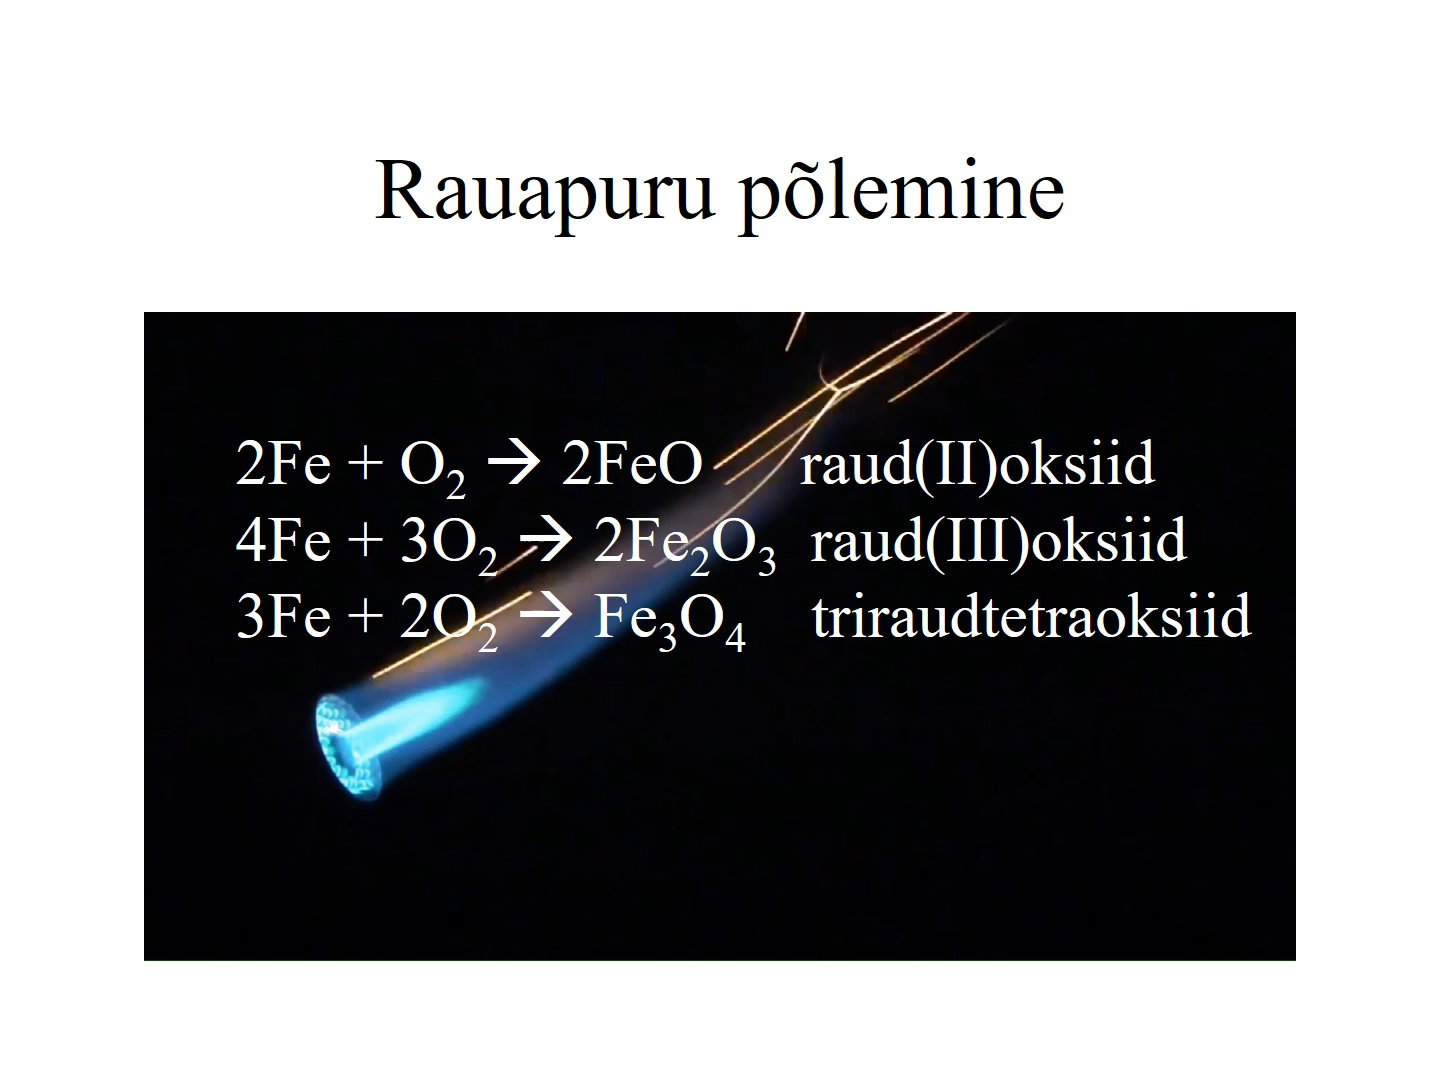 Rauapuru põlemine
2Fe + O₂ → 2FeO raud(II)oksiid
4Fe + 3O₂ → 2Fe₂O₃ raud(III)oksiid
3Fe + 2O₂ → Fe₃O₄ triraudtetraoksiid